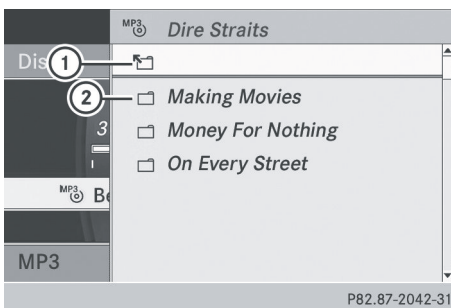 MP3 Dire Straits
Dis
1
2 Making Movies
3 Money For Nothing
On Every Street
MP3 Be
MP3
P82.87-2042-31